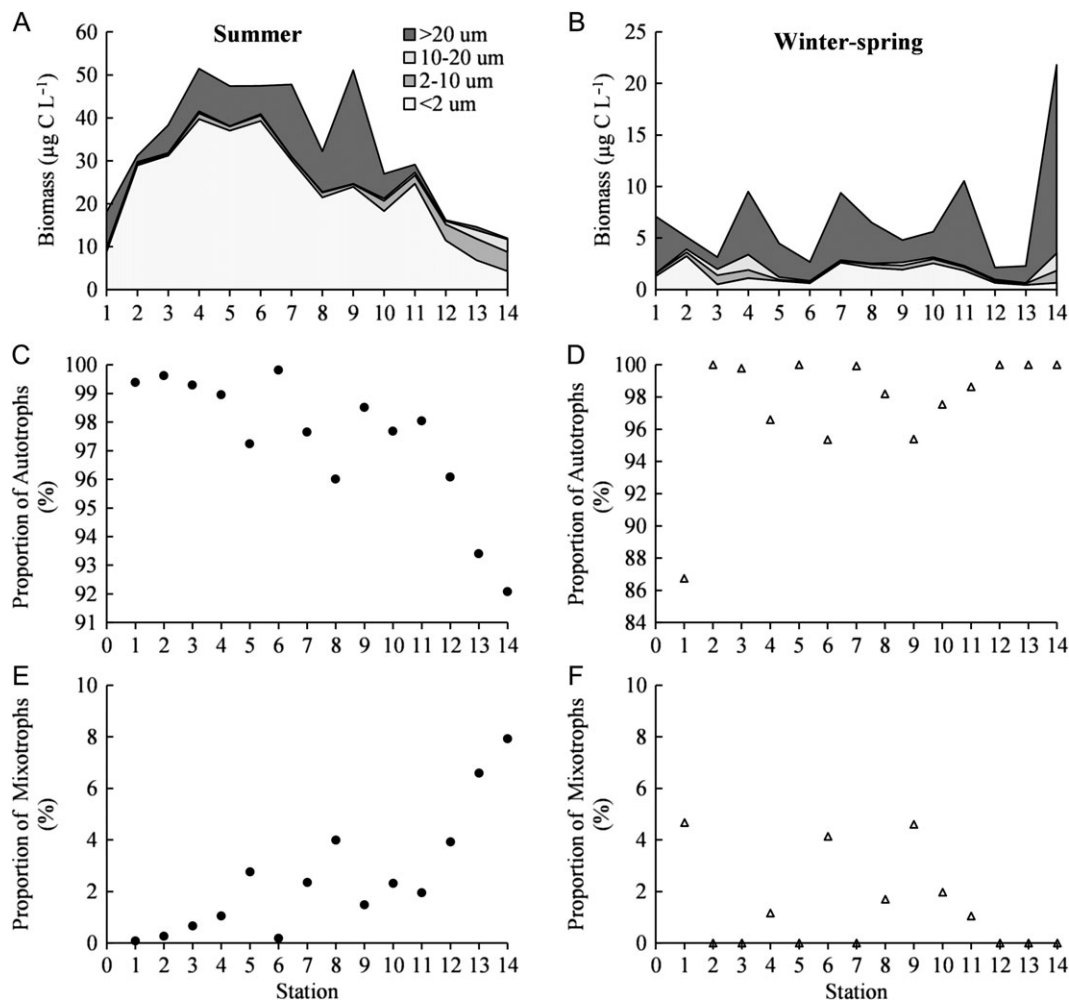 A
Summer
>20 um
10-20 um
2-10 um
<2 um
Biomass (µg C L⁻¹)
60
50
40
30
20
10
0
1 2 3 4 5 6 7 8 9 10 11 12 13 14
B
Winter-spring
Biomass (µg C L⁻¹)
25
20
15
10
5
0
1 2 3 4 5 6 7 8 9 10 11 12 13 14
C
Proportion of Autotrophs
(%)
100
99
98
97
96
95
94
93
92
91
0 1 2 3 4 5 6 7 8 9 10 11 12 13 14
D
Proportion of Autotrophs
(%)
100
98
96
94
92
90
88
86
84
0 1 2 3 4 5 6 7 8 9 10 11 12 13 14
E
Proportion of Mixotrophs
(%)
10
8
6
4
2
0
0 1 2 3 4 5 6 7 8 9 10 11 12 13 14
Station
F
Proportion of Mixotrophs
(%)
10
8
6
4
2
0
0 1 2 3 4 5 6 7 8 9 10 11 12 13 14
Station